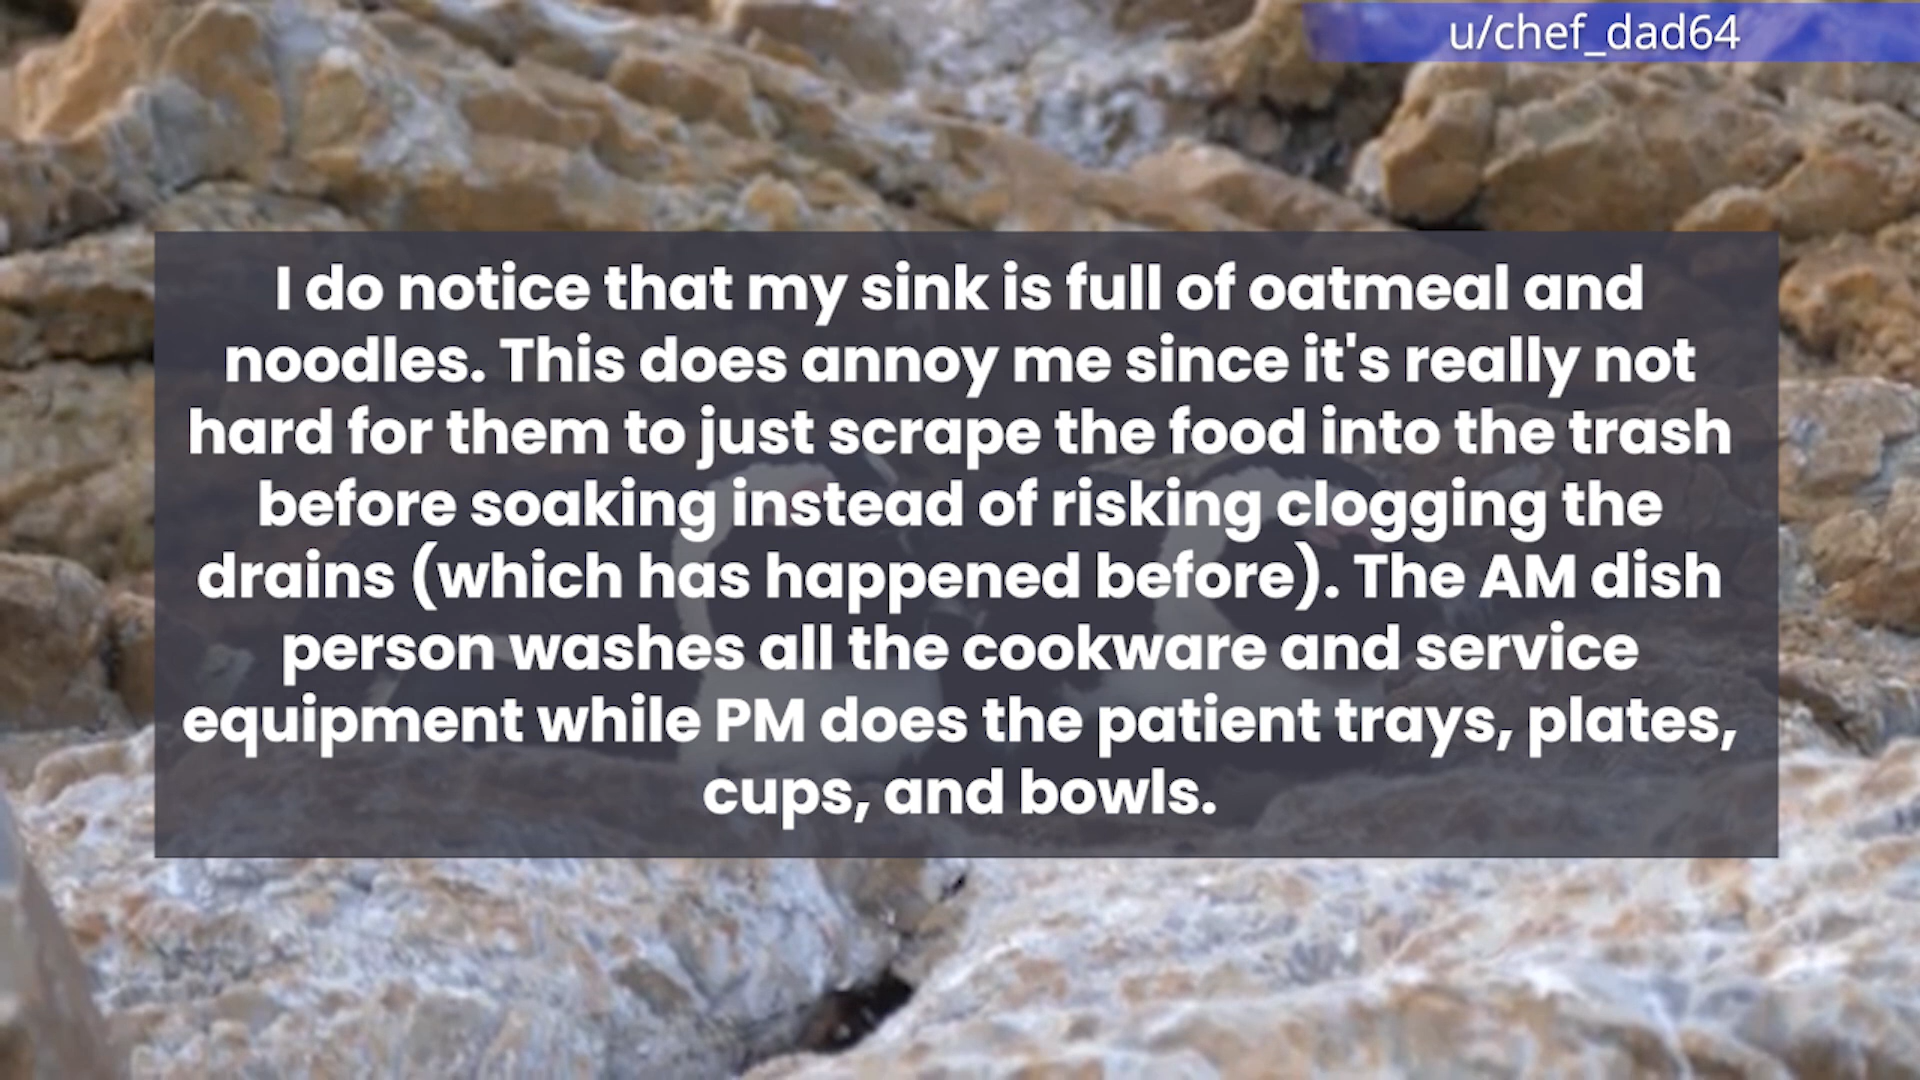 u/chef_dad64
I do notice that my sink is full of oatmeal and
noodles. This does annoy me since it's really not
hard for them to just scrape the food into the trash
before soaking instead of risking clogging the
drains (which has happened before). The AM dish
person washes all the cookware and service
equipment while PM does the patient trays, plates,
cups, and bowls.